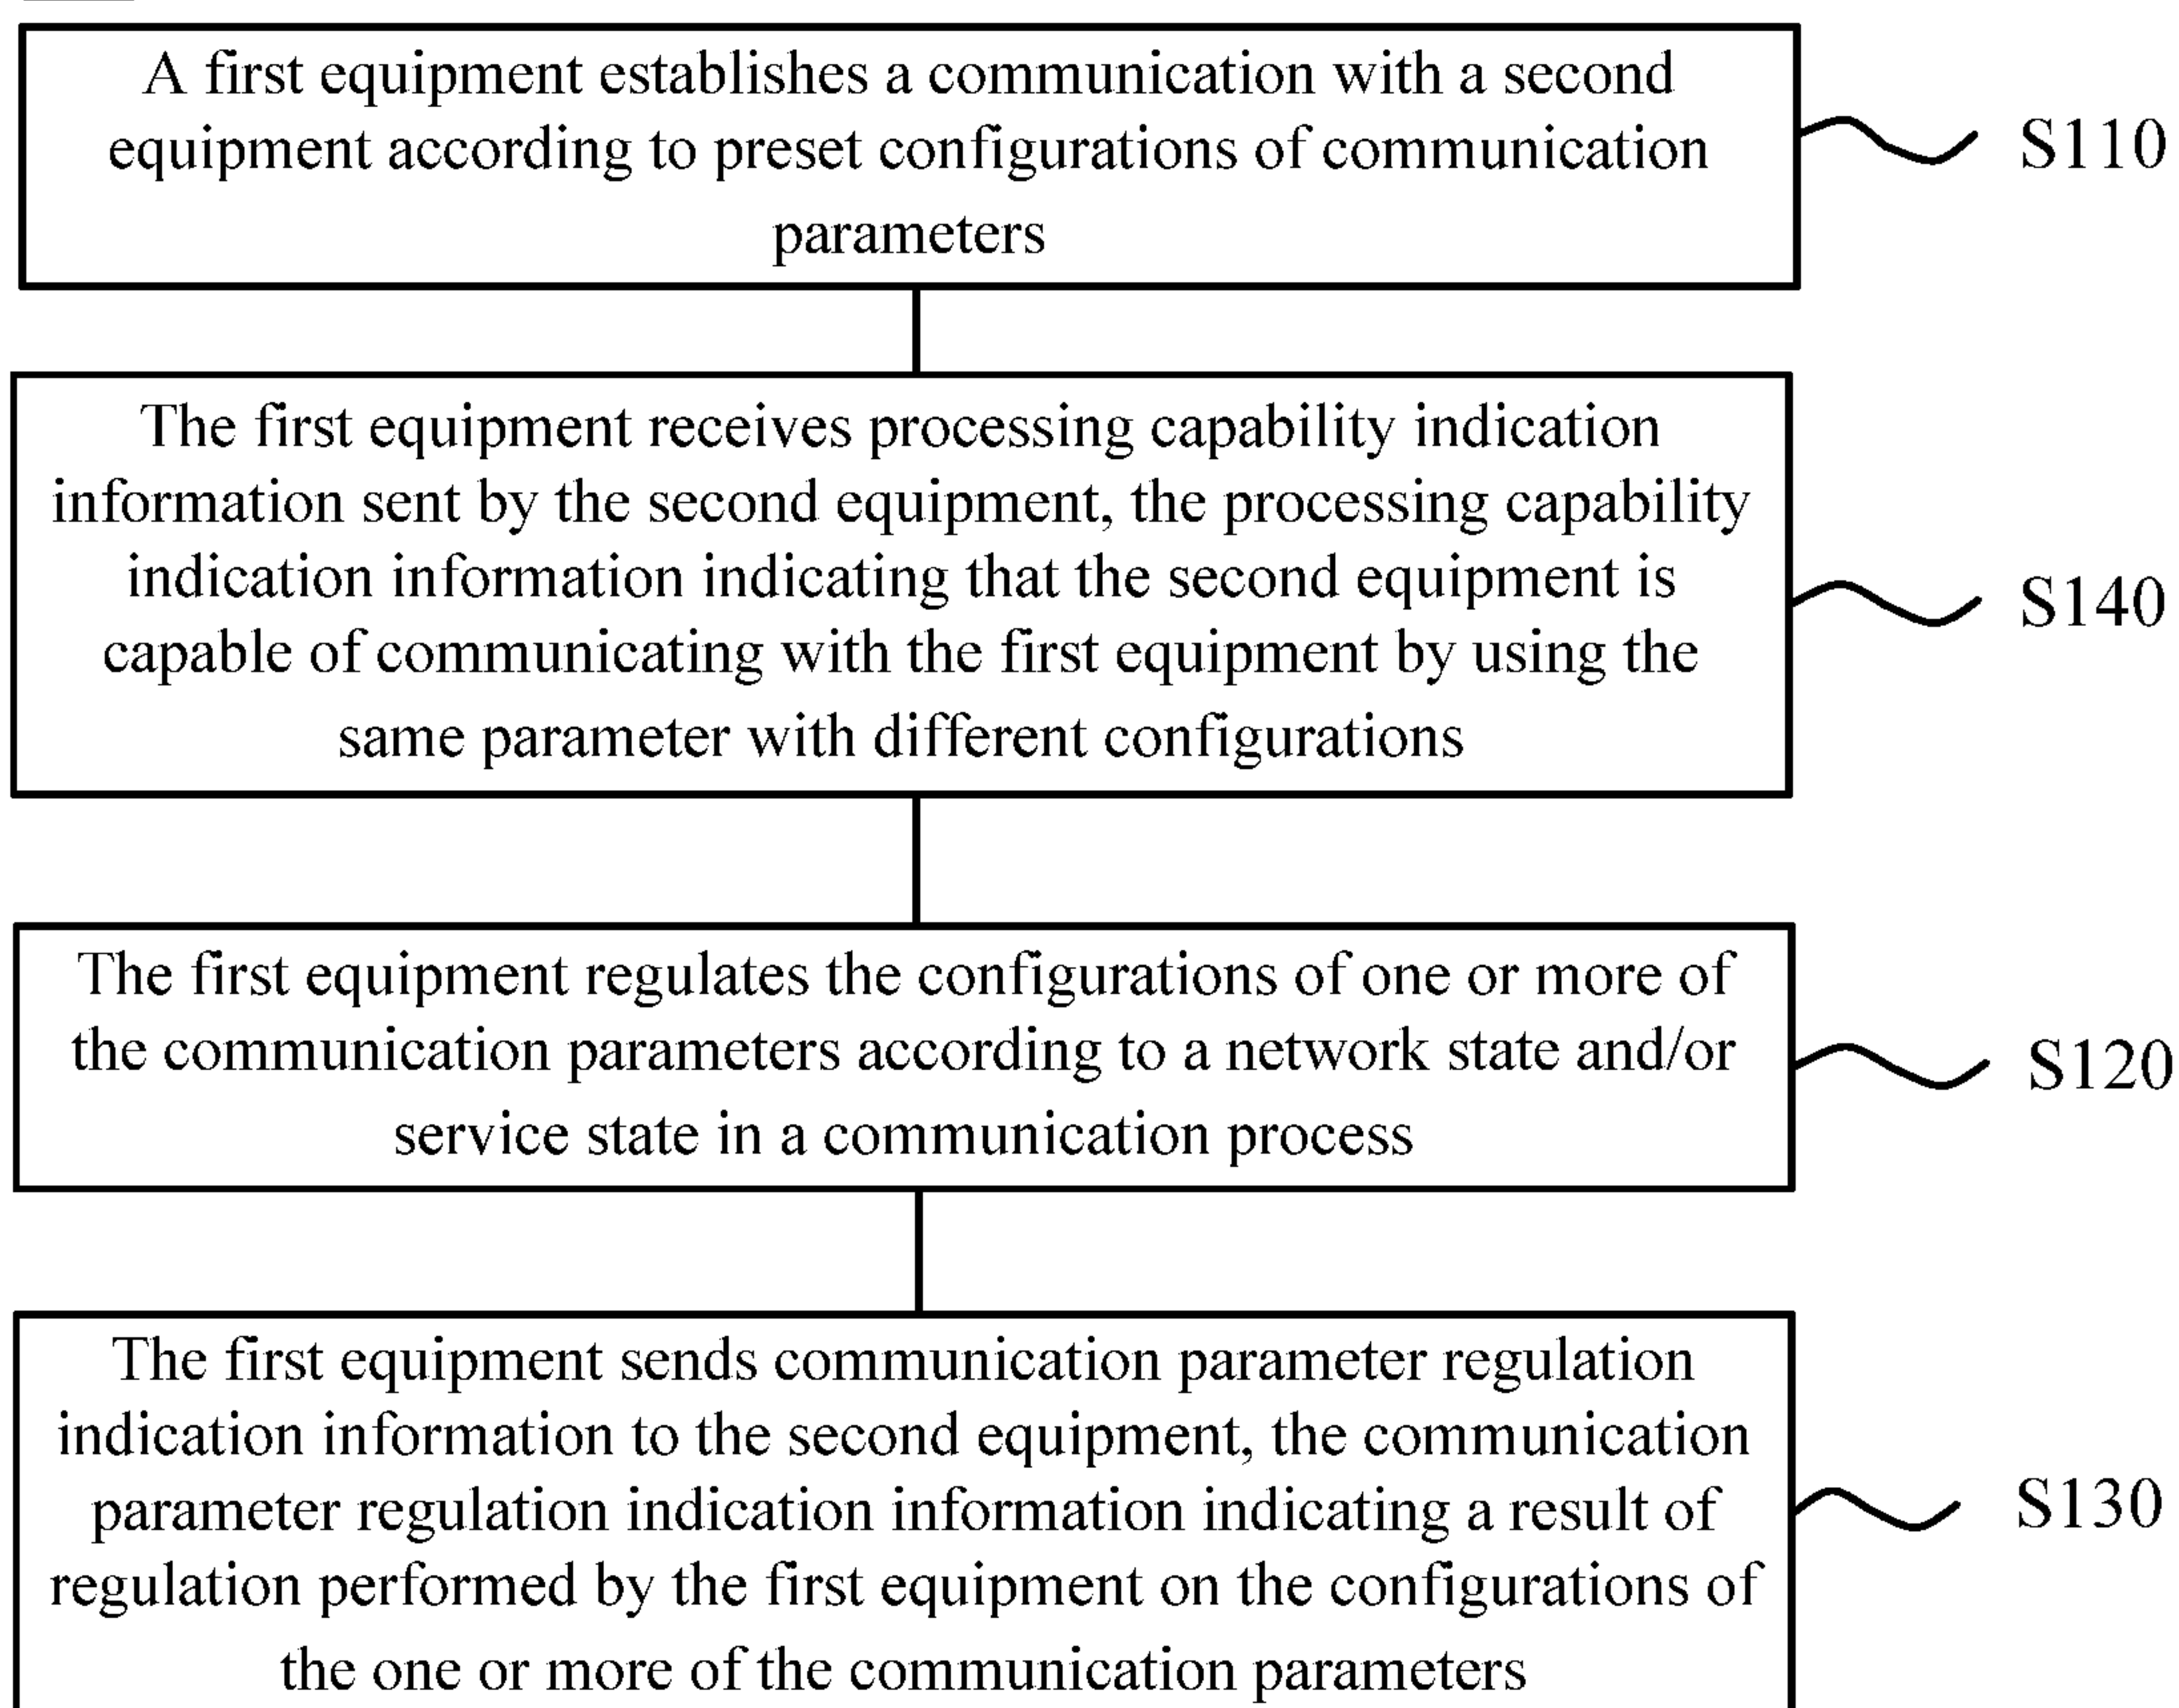 A first equipment establishes a communication with a second
equipment according to preset configurations of communication
parameters
S110
The first equipment receives processing capability indication
information sent by the second equipment, the processing capability
indication information indicating that the second equipment is
capable of communicating with the first equipment by using the
same parameter with different configurations
S140
The first equipment regulates the configurations of one or more of
the communication parameters according to a network state and/or
service state in a communication process
S120
The first equipment sends communication parameter regulation
indication information to the second equipment, the communication
parameter regulation indication information indicating a result of
regulation performed by the first equipment on the configurations of
the one or more of the communication parameters
S130